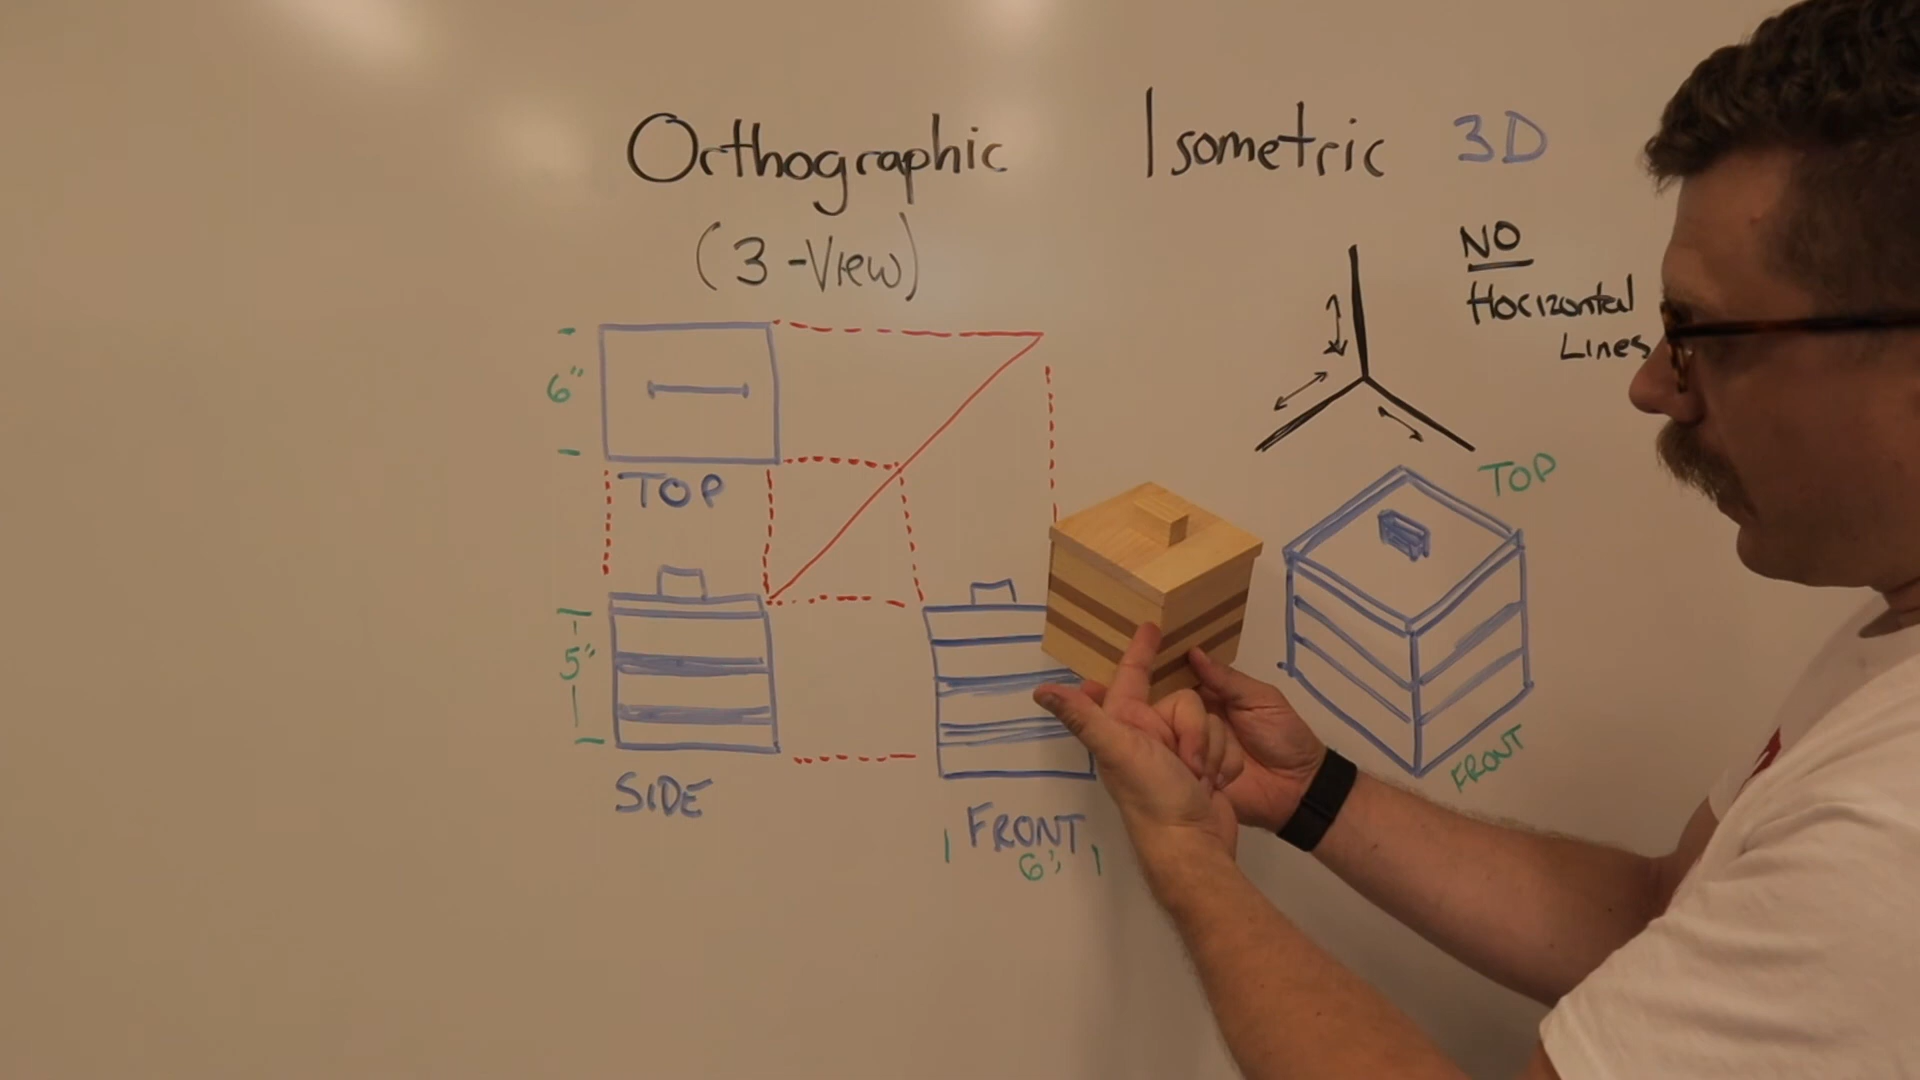 Orthographic
(3-View)
Isometric 3D
NO
Horizontal
Lines
6"
TOP
5"
SIDE
FRONT
6"
TOP
FRONT